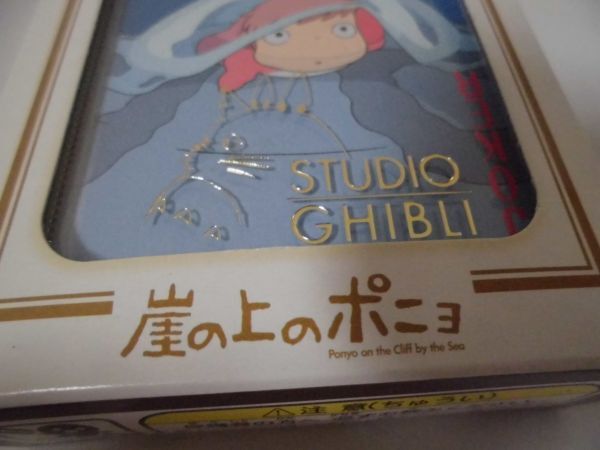 STUDIO
GHIBLI
崖の上のポニョ
Ponyo on the Cliff by the Sea
⚠注意(ちゅうい)